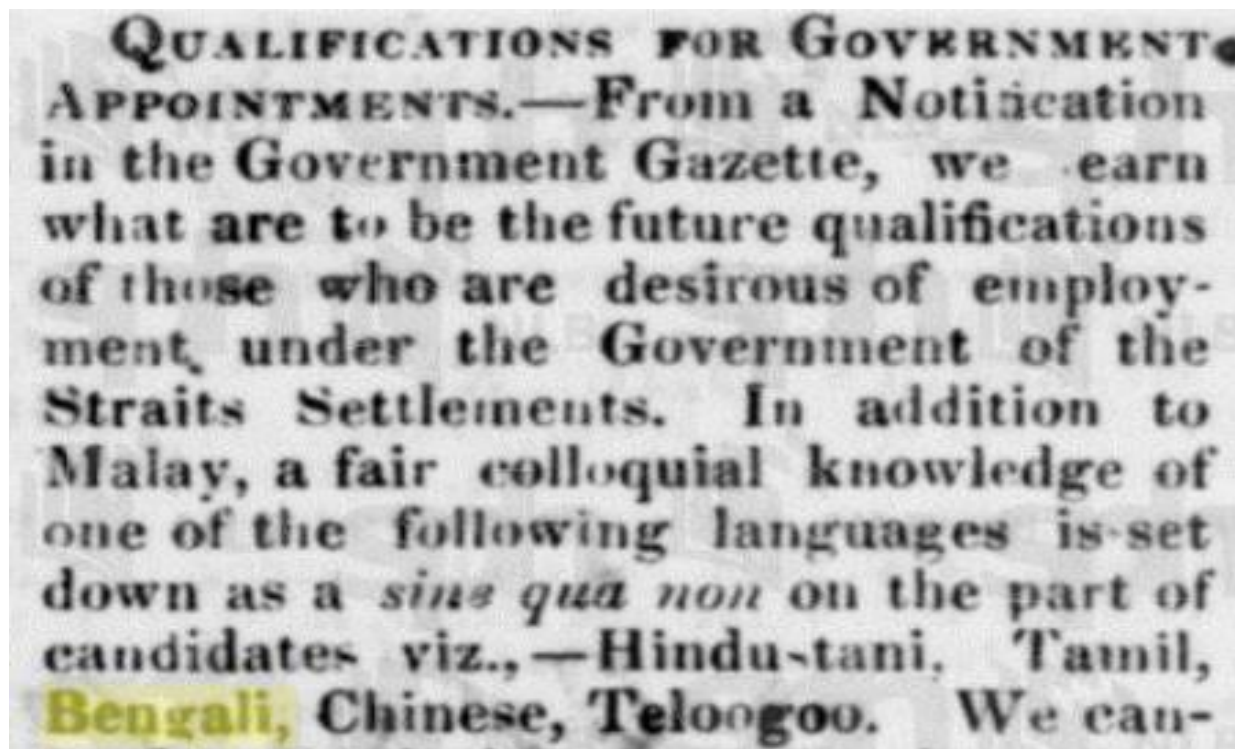 QUALIFICATIONS FOR GOVERNMENT
APPOINTMENTS.—From a Notification
in the Government Gazette, we earn
what are to be the future qualifications
of those who are desirous of employ-
ment under the Government of the
Straits Settlements. In addition to
Malay, a fair colloquial knowledge of
one of the following languages is set
down as a sine qua non on the part of
candidates viz.,—Hindustani. Tamil,
Bengali, Chinese, Teloogoo. We can-